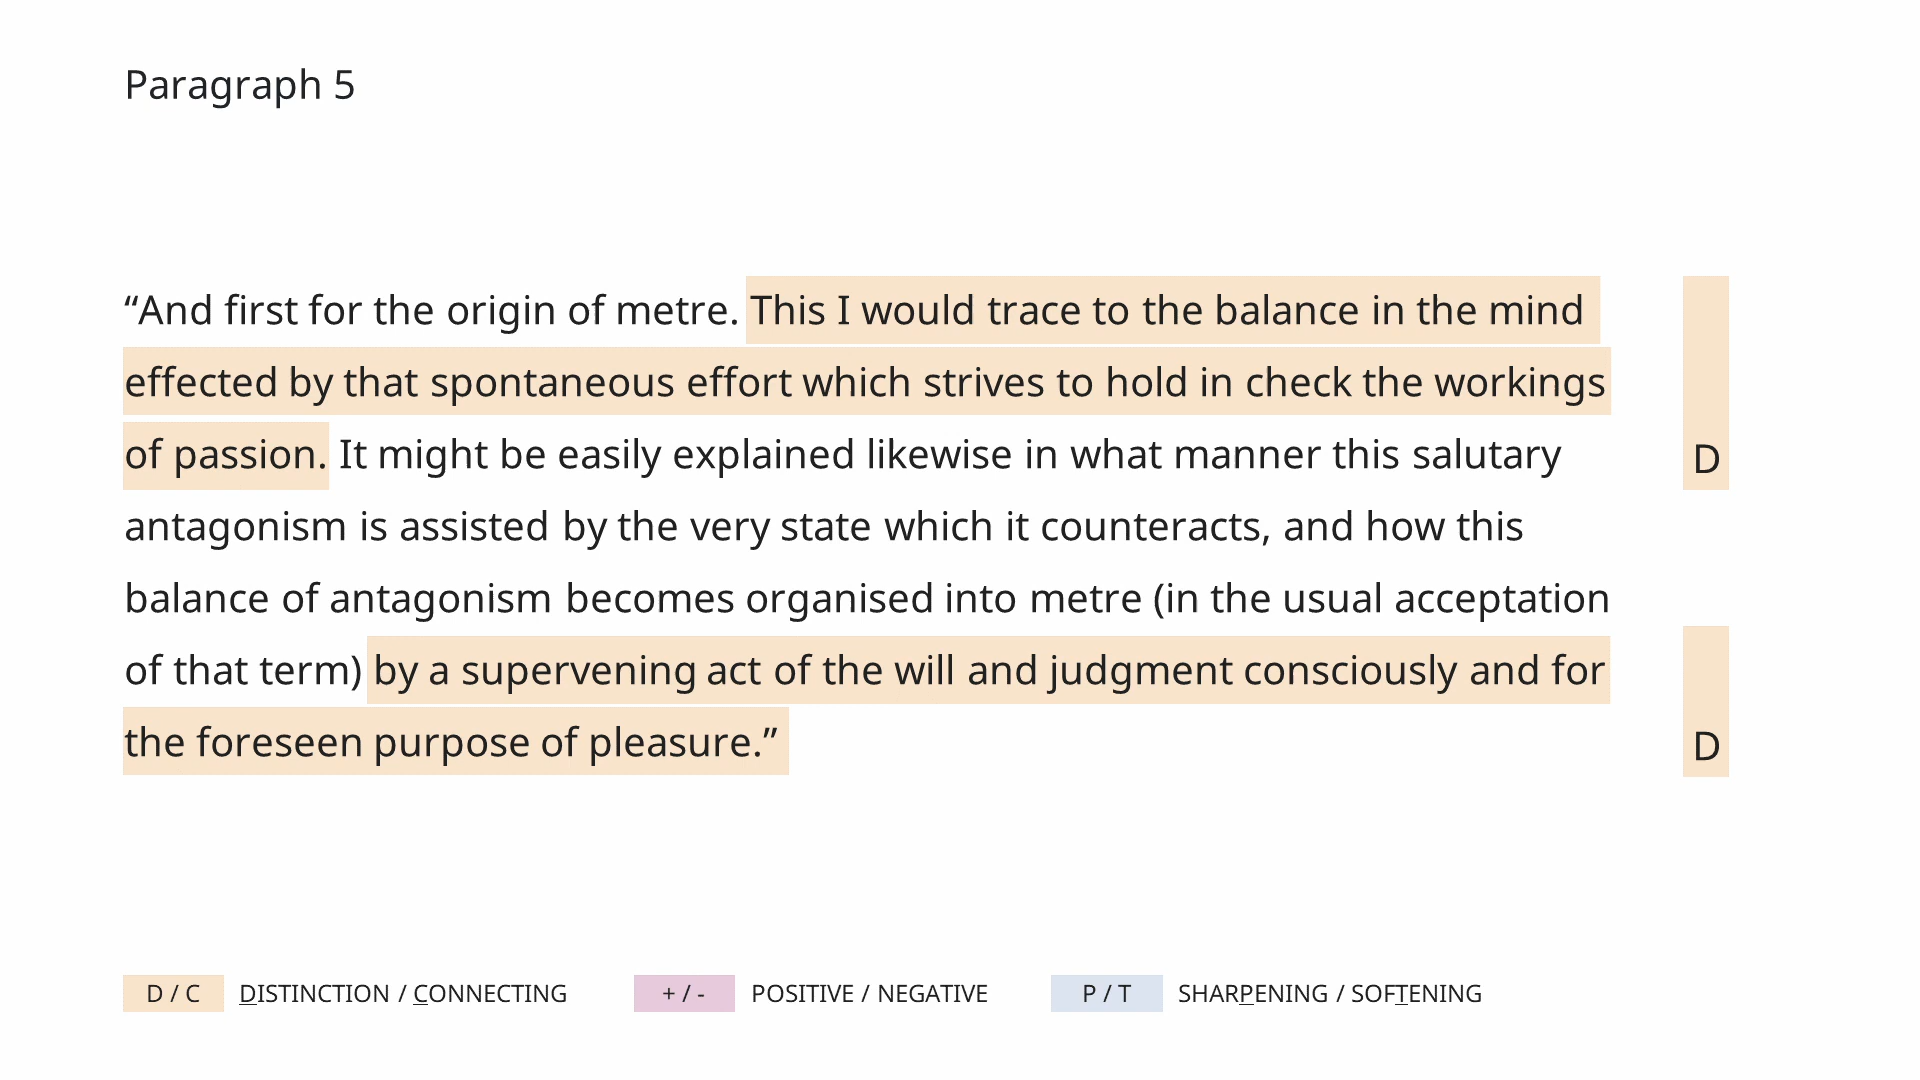 Paragraph 5
“And first for the origin of metre. This I would trace to the balance in the mind
effected by that spontaneous effort which strives to hold in check the workings
of passion. It might be easily explained likewise in what manner this salutary
antagonism is assisted by the very state which it counteracts, and how this
balance of antagonism becomes organised into metre (in the usual acceptation
of that term) by a supervening act of the will and judgment consciously and for
the foreseen purpose of pleasure.”
D
D
D / C DISTINCTION / CONNECTING + / - POSITIVE / NEGATIVE P / T SHARPENING / SOFTENING